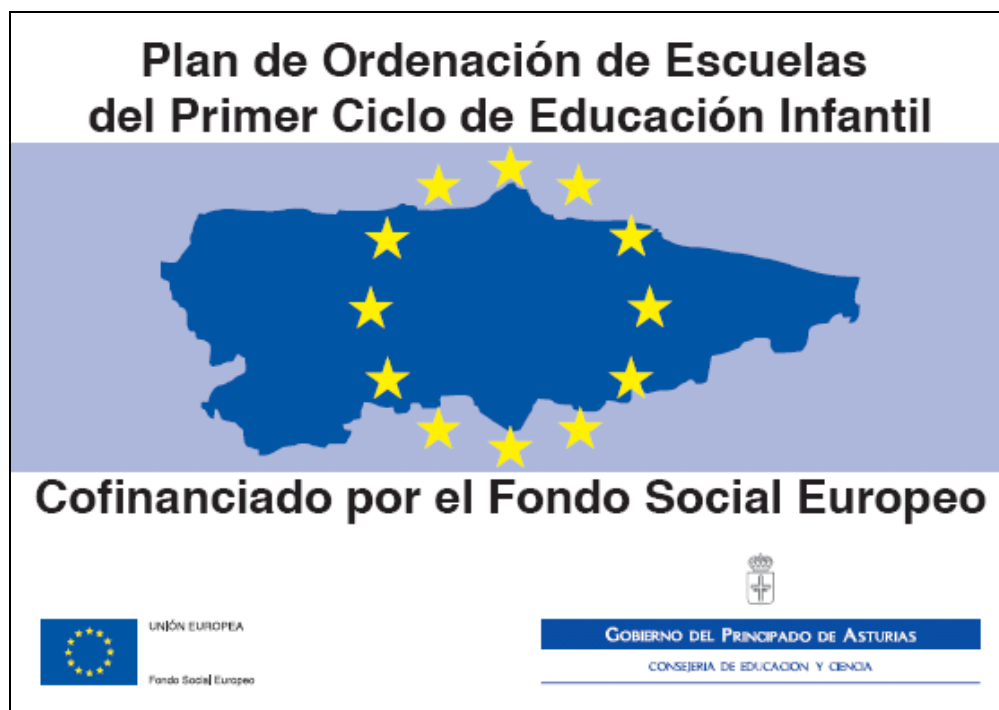 Plan de Ordenación de Escuelas
del Primer Ciclo de Educación Infantil
Cofinanciado por el Fondo Social Europeo
UNIÓN EUROPEA
Fondo Social Europeo
GOBIERNO DEL PRINCIPADO DE ASTURIAS
CONSEJERIA DE EDUCACION Y CIENCIA